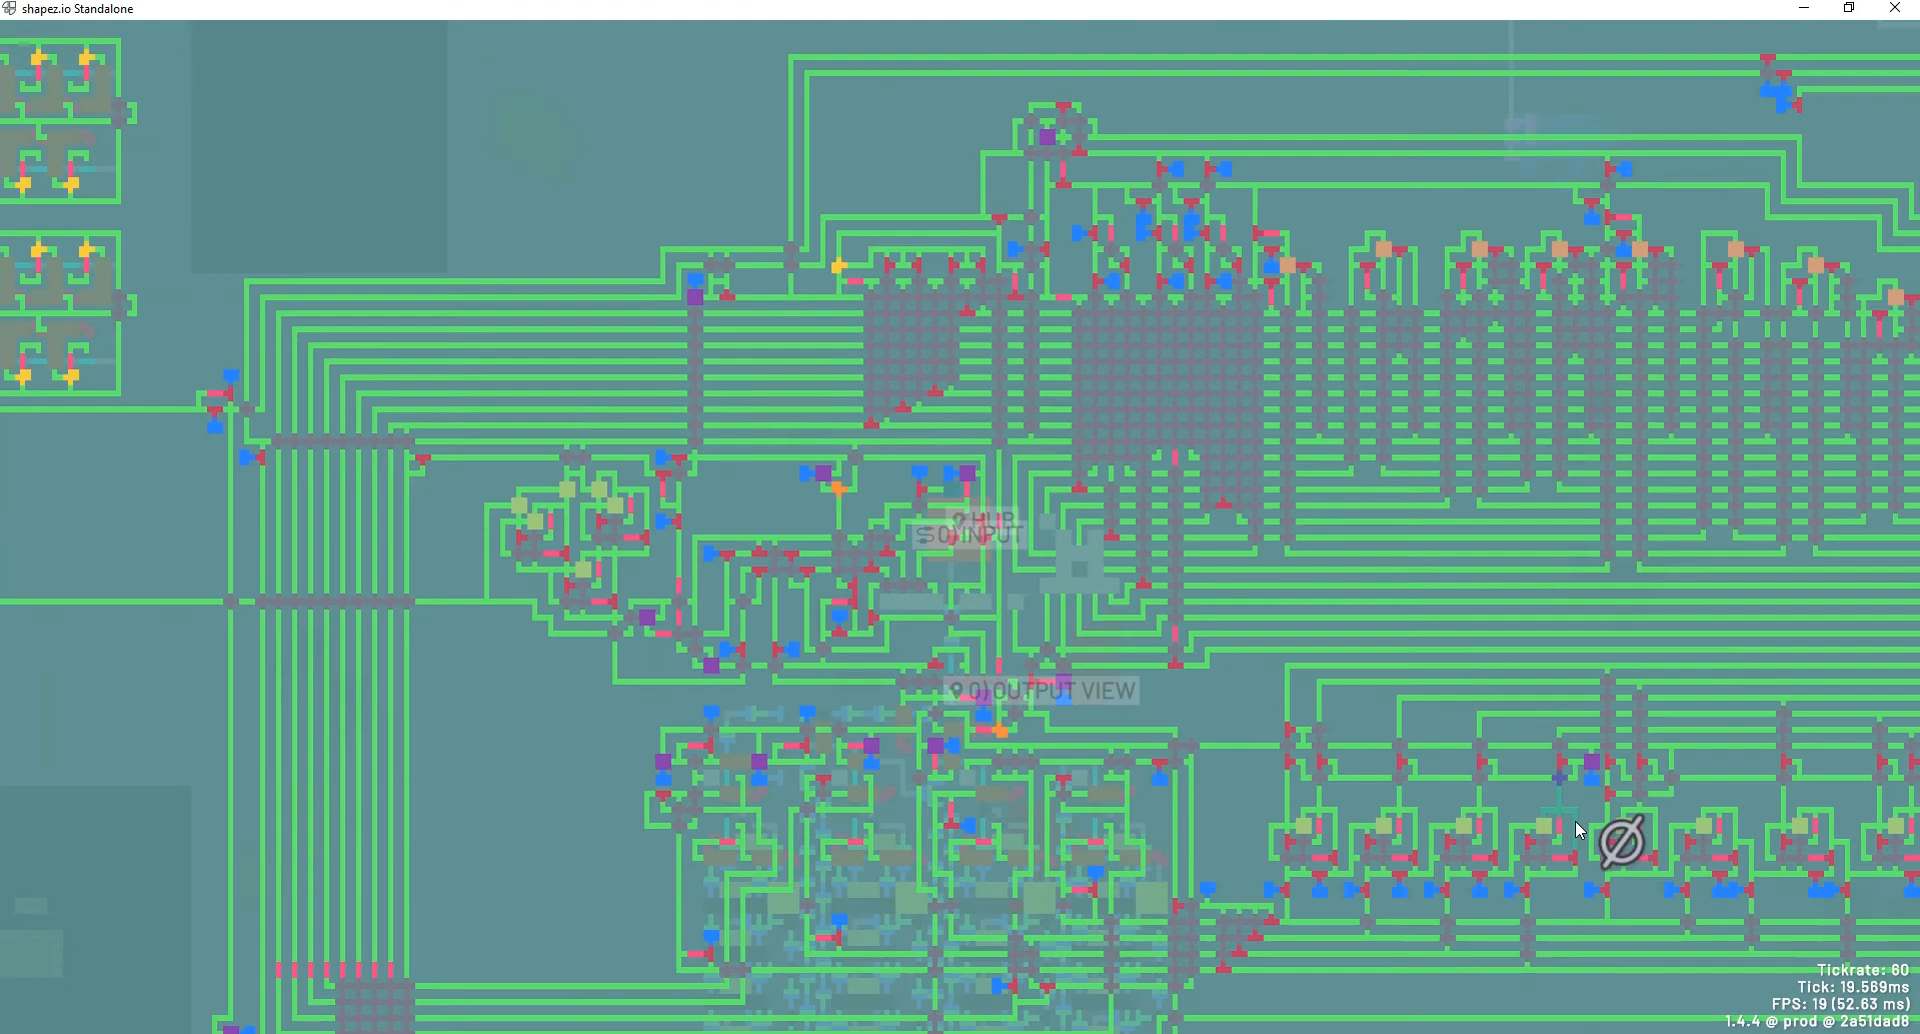 shapez.io Standalone
HUB
0) INPUT
0) OUTPUT VIEW
Tickrate: 60
Tick: 19.569ms
FPS: 19 (52.63 ms)
1.4.4 @ prod @ 2a51dad8